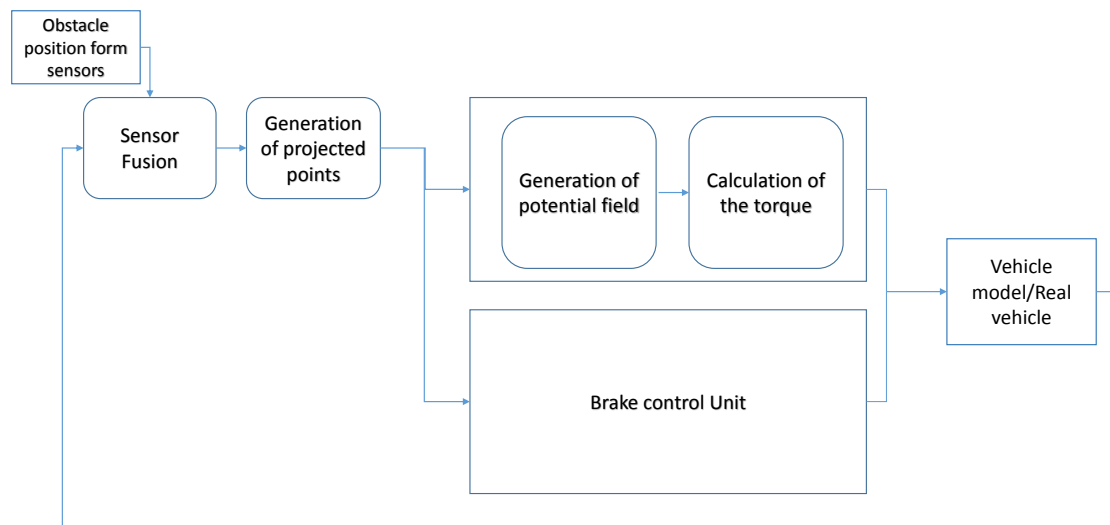 Obstacle
position form
sensors
Sensor
Fusion
Generation
of projected
points
Generation of
potential field
Calculation of
the torque
Vehicle
model/Real
vehicle
Brake control Unit